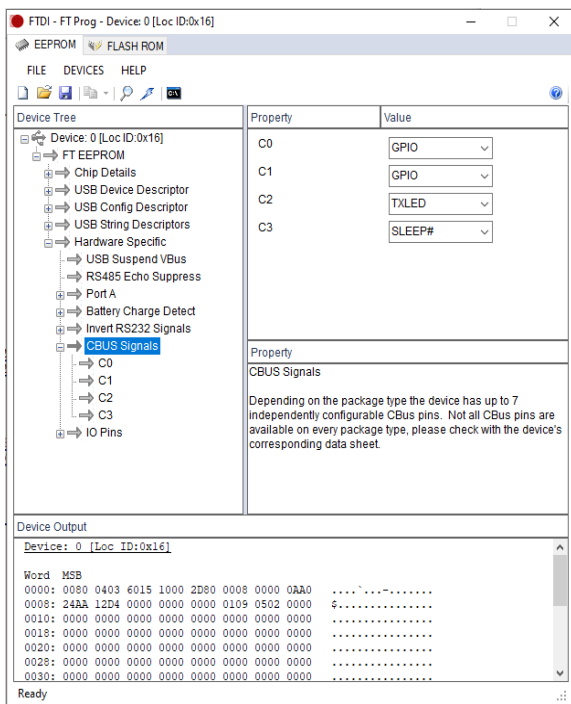 FTDI - FT Prog - Device: 0 [Loc ID:0x16]
EEPROM FLASH ROM
FILE DEVICES HELP
C:\
Device Tree
Device: 0 [Loc ID:0x16]
FT EEPROM
Chip Details
USB Device Descriptor
USB Config Descriptor
USB String Descriptors
Hardware Specific
USB Suspend VBus
RS485 Echo Suppress
Port A
Battery Charge Detect
Invert RS232 Signals
CBUS Signals
C0
C1
C2
C3
IO Pins
Property Value
C0 GPIO
C1 GPIO
C2 TXLED
C3 SLEEP#
Property
CBUS Signals
Depending on the package type the device has up to 7
independently configurable CBus pins. Not all CBus pins are
available on every package type, please check with the device's
corresponding data sheet.
Device Output
Device: 0 [Loc ID:0x16]
Word MSB
0000: 0080 0403 6015 1000 2D80 0008 0000 0AA0 ....`...-.......
0008: 24AA 12D4 0000 0000 0000 0109 0502 0000 $...............
0010: 0000 0000 0000 0000 0000 0000 0000 0000 ................
0018: 0000 0000 0000 0000 0000 0000 0000 0000 ................
0020: 0000 0000 0000 0000 0000 0000 0000 0000 ................
0028: 0000 0000 0000 0000 0000 0000 0000 0000 ................
0030: 0000 0000 0000 0000 0000 0000 0000 0000 ................
Ready